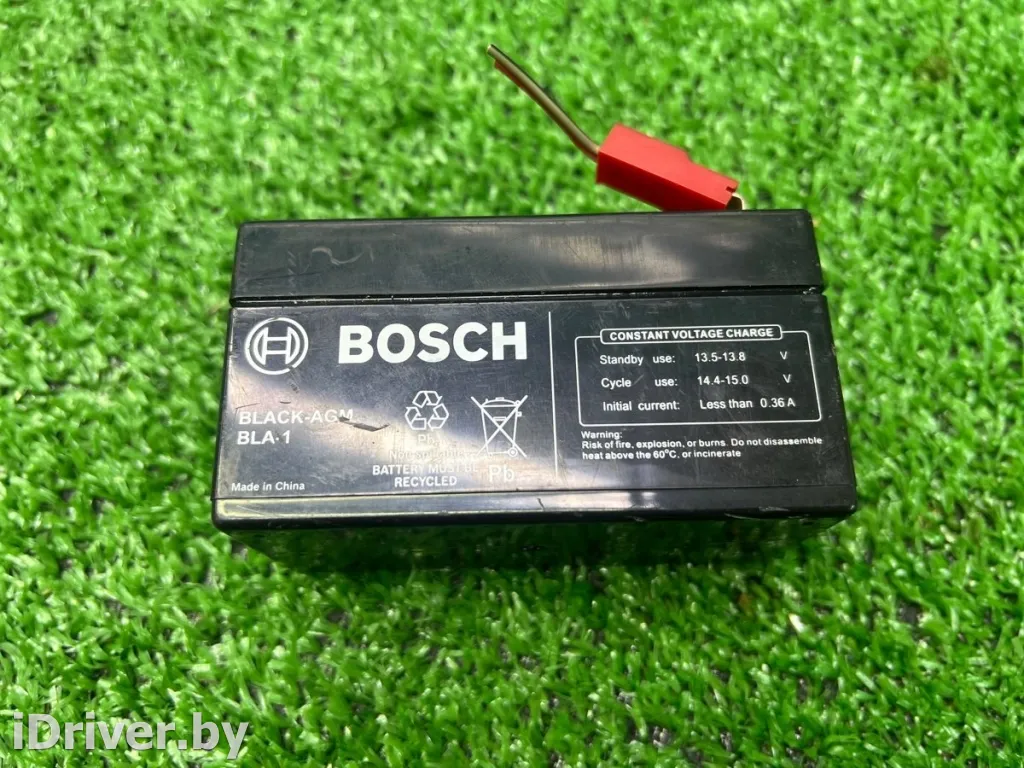 BOSCH
BLACK-AGM
BLA-1
Pb
BATTERY MUST BE
RECYCLED
Pb
Made in China
CONSTANT VOLTAGE CHARGE
Standby use: 13.5-13.8 V
Cycle use: 14.4-15.0 V
Initial current: Less than 0.36 A
Warning:
Risk of fire, explosion, or burns. Do not disassemble
heat above the 60°C, or incinerate
iDriver.by